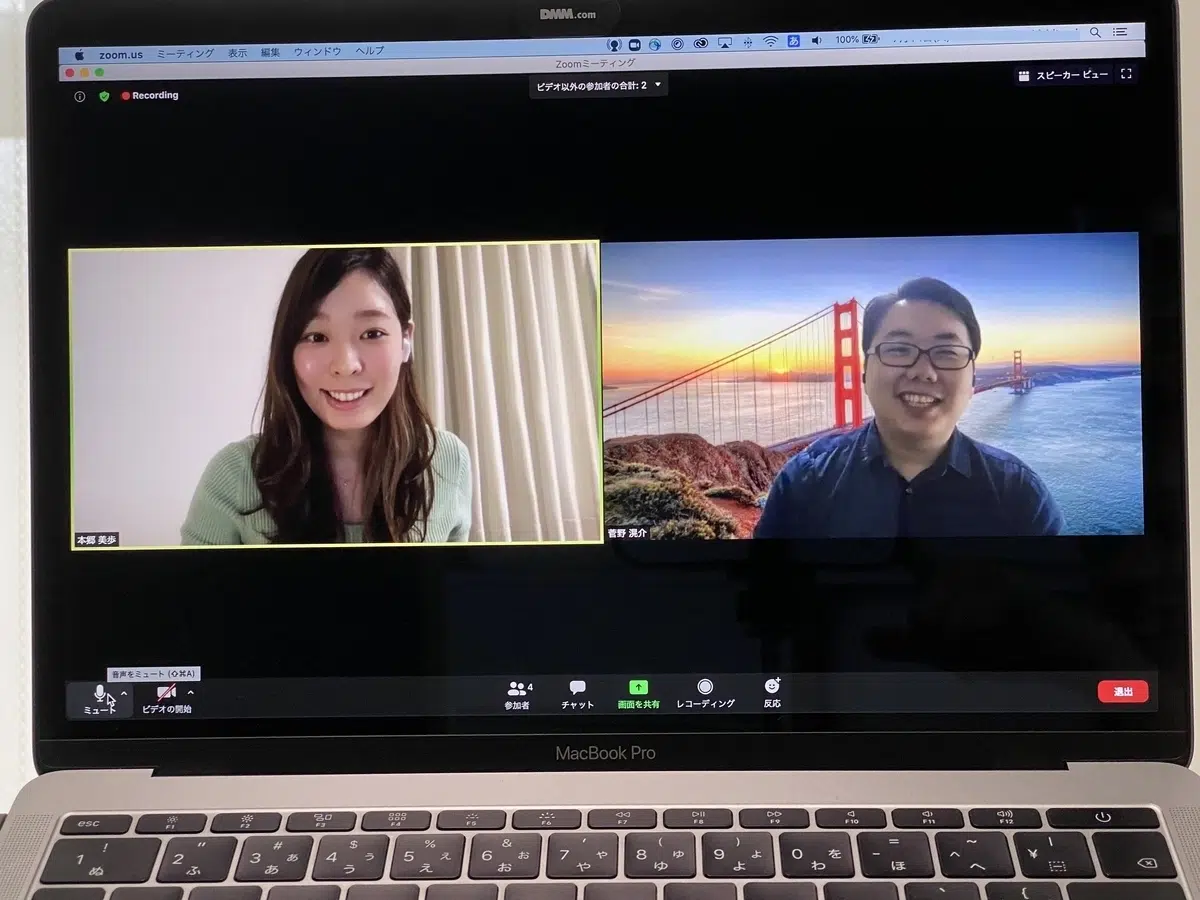 DMM.com
zoom.us ミーティング 表示 編集 ウィンドウ ヘルプ
あ 100%
Zoomミーティング
Recording
ビデオ以外の参加者の合計: 2
スピーカー ビュー
本郷 美歩
菅野 滉介
音声をミュート (⇧⌘A)
ミュート
ビデオの開始
4
参加者
チャット
画面を共有
レコーディング
反応
退出
MacBook Pro
esc F1 F2 F3 F4 F5 F6 F7 F8 F9 F10 F11 F12
! " # ぁ $ ぅ % ぇ & ぉ ' ゃ ( ゅ ) ょ を = ~ |
1 ぬ 2 ふ 3 あ 4 う 5 え 6 お 7 や 8 ゆ 9 よ 0 わ - ほ ^ へ ¥
` {